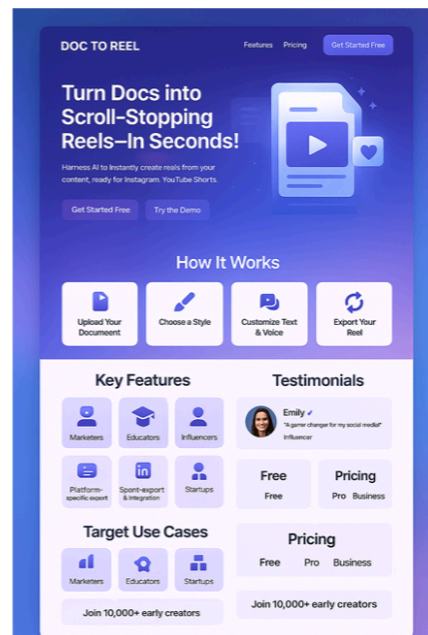 DOC TO REEL
Features Pricing Get Started Free
Turn Docs into
Scroll-Stopping
Reels–In Seconds!
Harness AI to Instantly create reels from your
content, ready for Instagram. YouTube Shorts.
Get Started Free Try the Demo
How It Works
Upload Your
Documeent
Choose a Style
Customize Text
& Voice
Export Your
Reel
Key Features
Marketers
Educators
Influencers
Platform-
specific export
Spont-export
& Integration
Startups
Target Use Cases
Marketers
Educators
Startups
Join 10,000+ early creators
Testimonials
Emily
"A gamer changer for my social media!"
Influencer
Free
Free
Pricing
Pro Business
Pricing
Free Pro Business
Join 10,000+ early creators